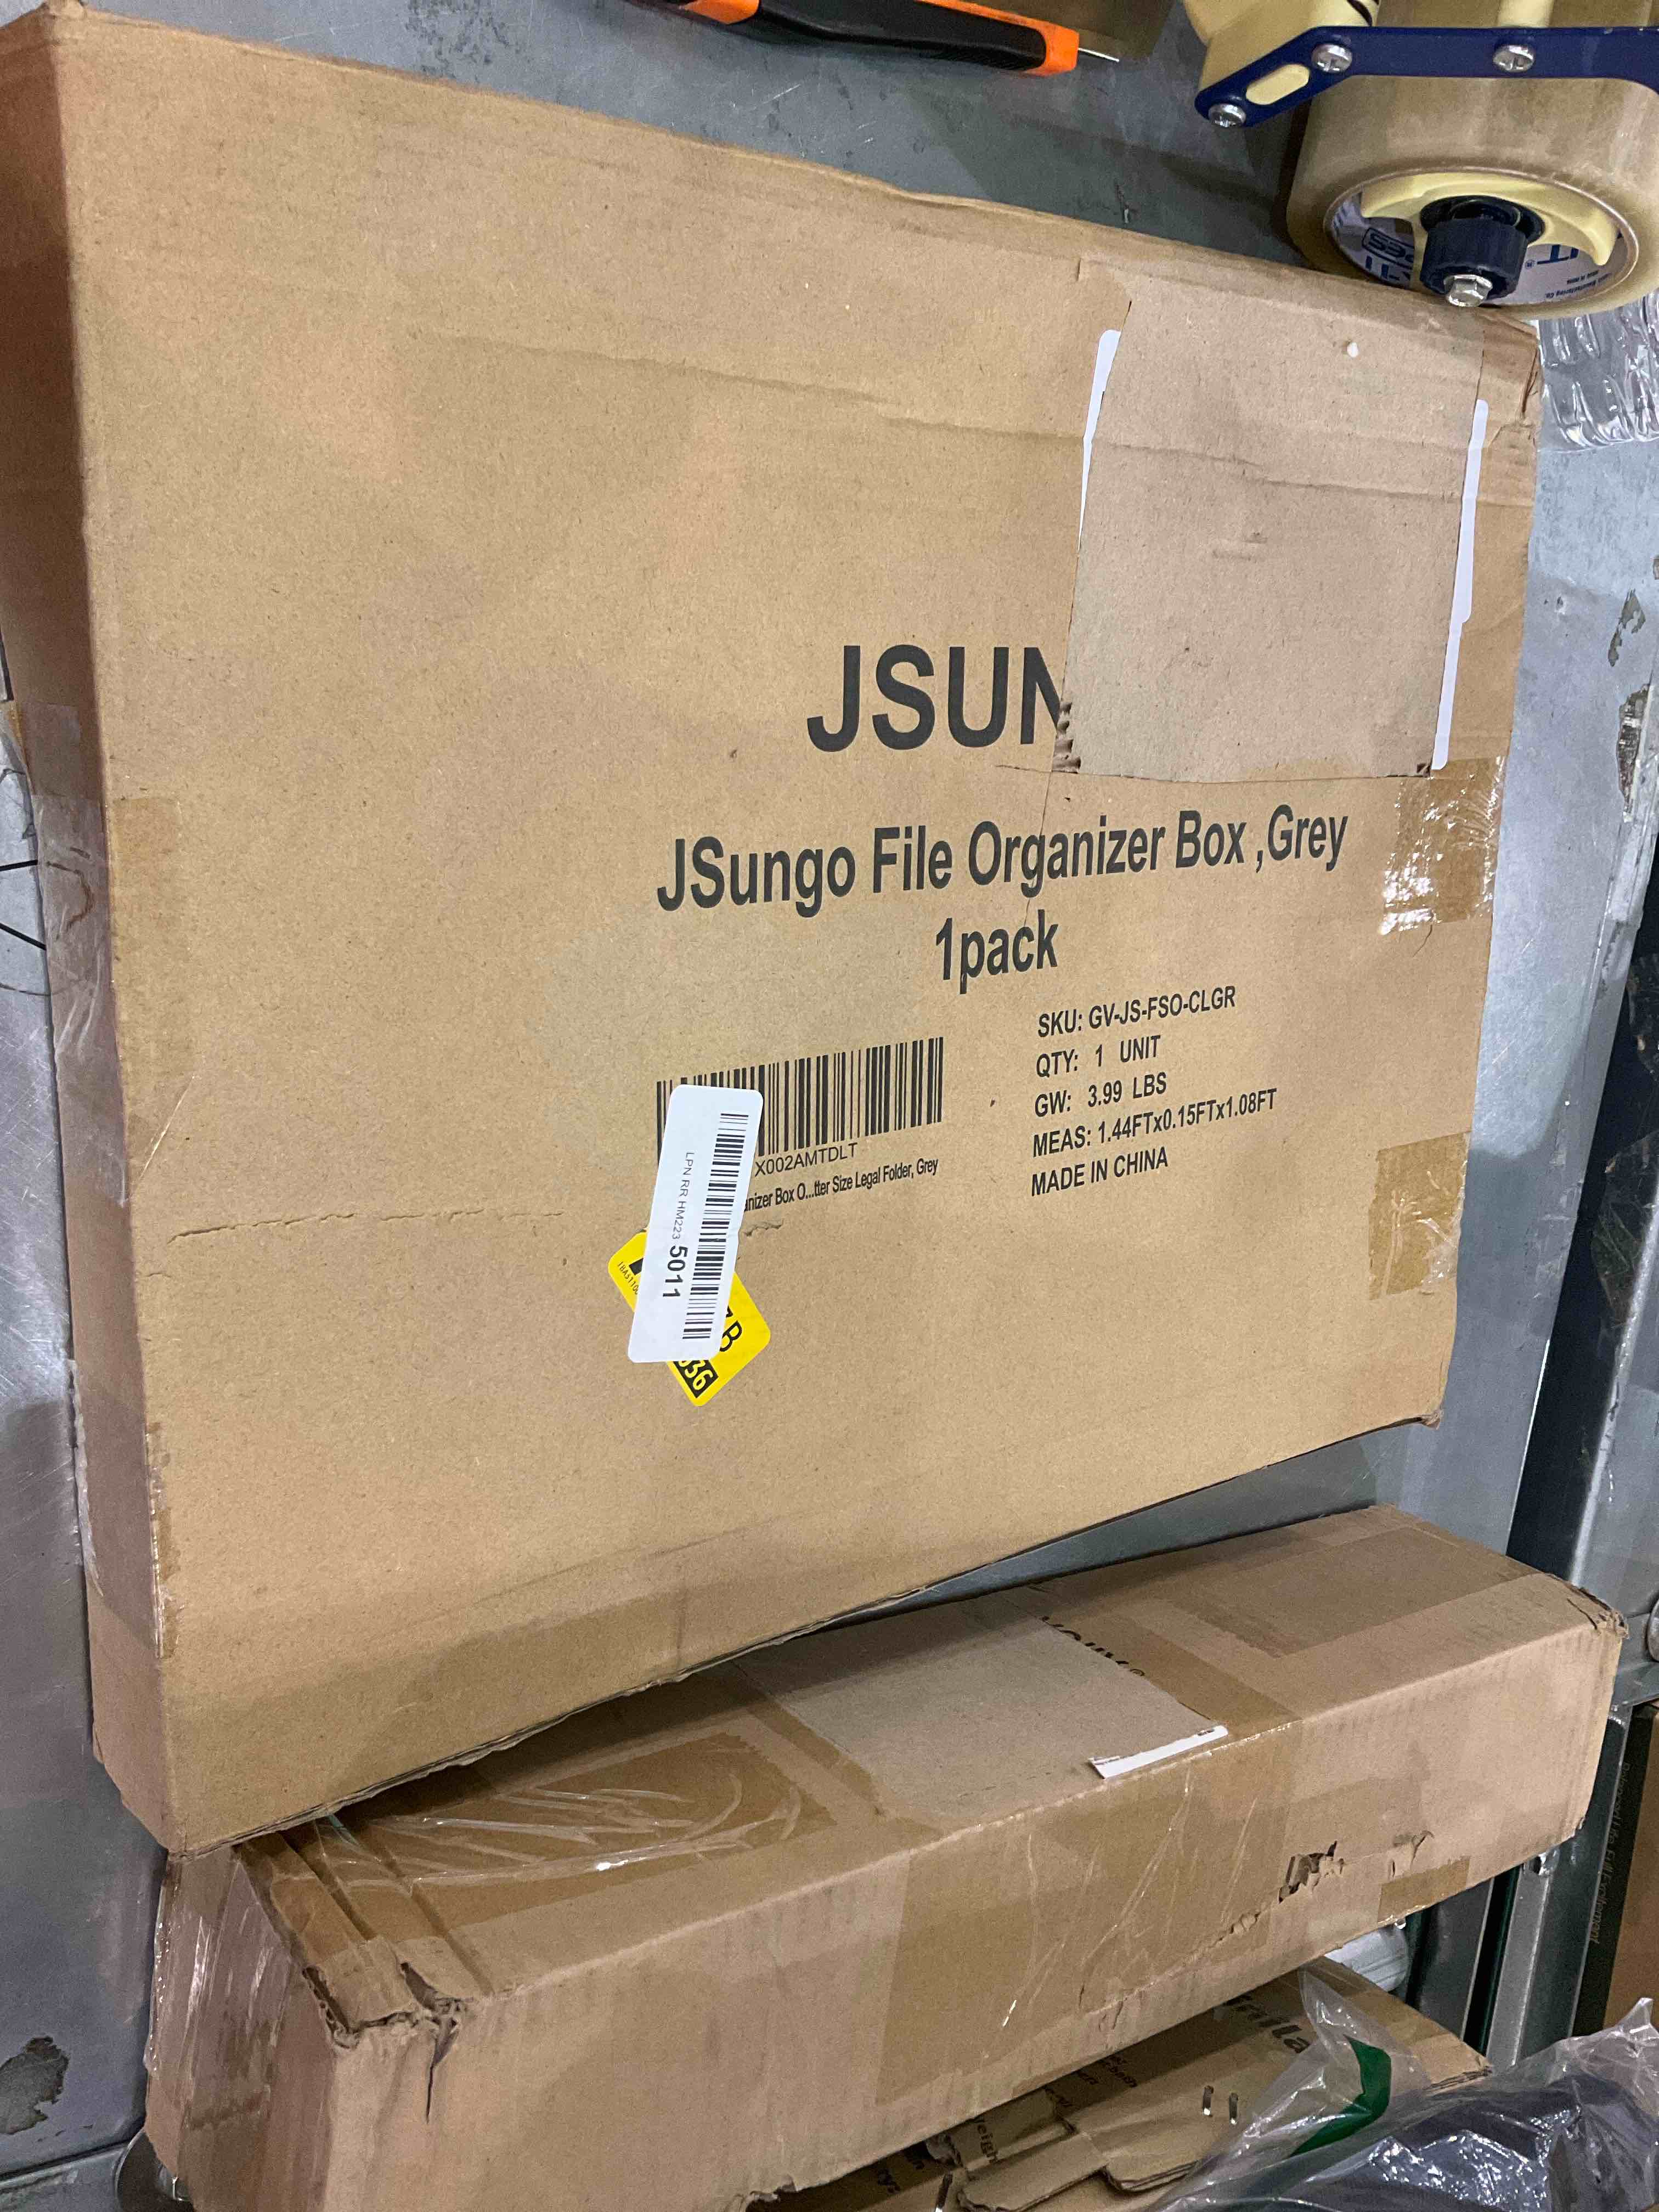 JSUN
JSungo File Organizer Box ,Grey
1pack
SKU: GV-JS-FSO-CLGR
QTY: 1 UNIT
GW: 3.99 LBS
MEAS: 1.44FTx0.15FTx1.08FT
MADE IN CHINA
X002AMTDLT
anizer Box O...tter Size Legal Folder, Grey
LPN RR HM223 5011
B
36